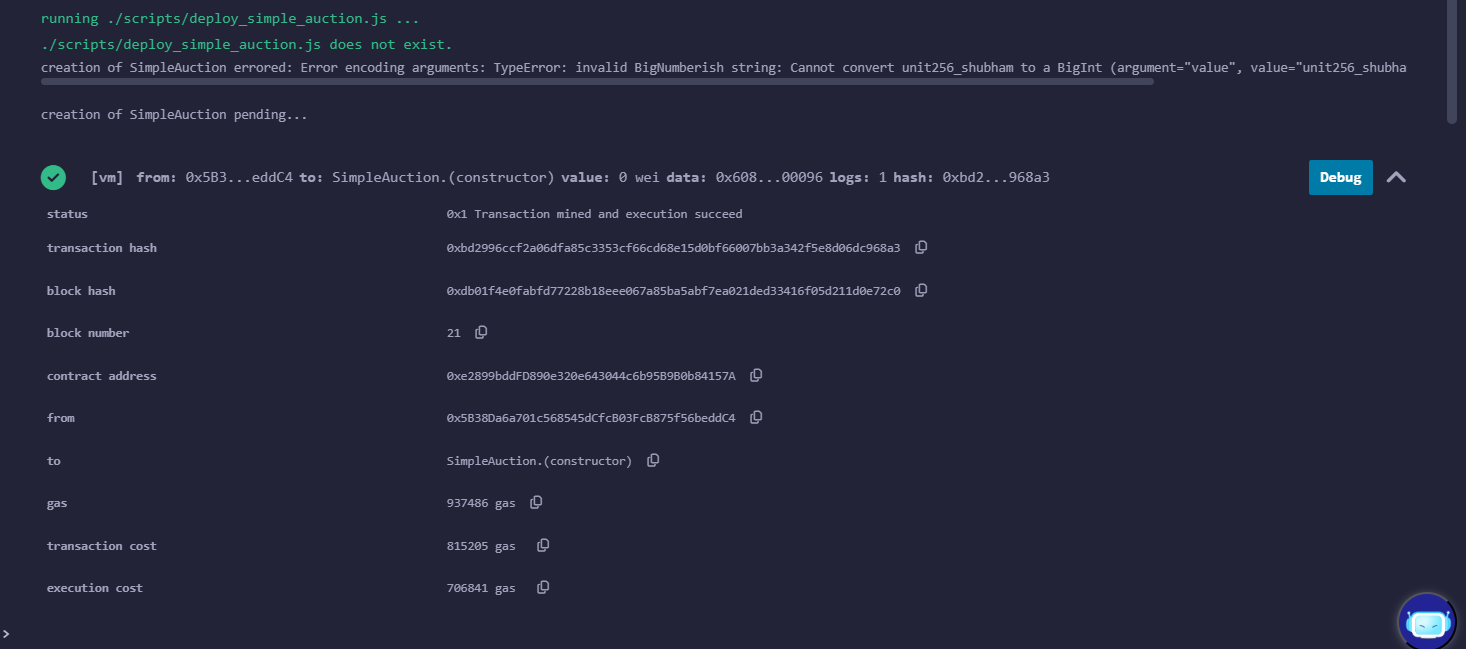 running ./scripts/deploy_simple_auction.js ...
./scripts/deploy_simple_auction.js does not exist.
creation of SimpleAuction errored: Error encoding arguments: TypeError: invalid BigNumberish string: Cannot convert unit256_shubham to a BigInt (argument="value", value="unit256_shubha
creation of SimpleAuction pending...
[vm] from: 0x5B3...eddC4 to: SimpleAuction.(constructor) value: 0 wei data: 0x608...00096 logs: 1 hash: 0xbd2...968a3 Debug
status 0x1 Transaction mined and execution succeed
transaction hash 0xbd2996ccf2a06dfa85c3353cf66cd68e15d0bf66007bb3a342f5e8d06dc968a3
block hash 0xdb01f4e0fabfd77228b18eee067a85ba5abf7ea021ded33416f05d211d0e72c0
block number 21
contract address 0xe2899bddFD890e320e643044c6b95B9B0b84157A
from 0x5B38Da6a701c568545dCfcB03FcB875f56beddC4
to SimpleAuction.(constructor)
gas 937486 gas
transaction cost 815205 gas
execution cost 706841 gas
>